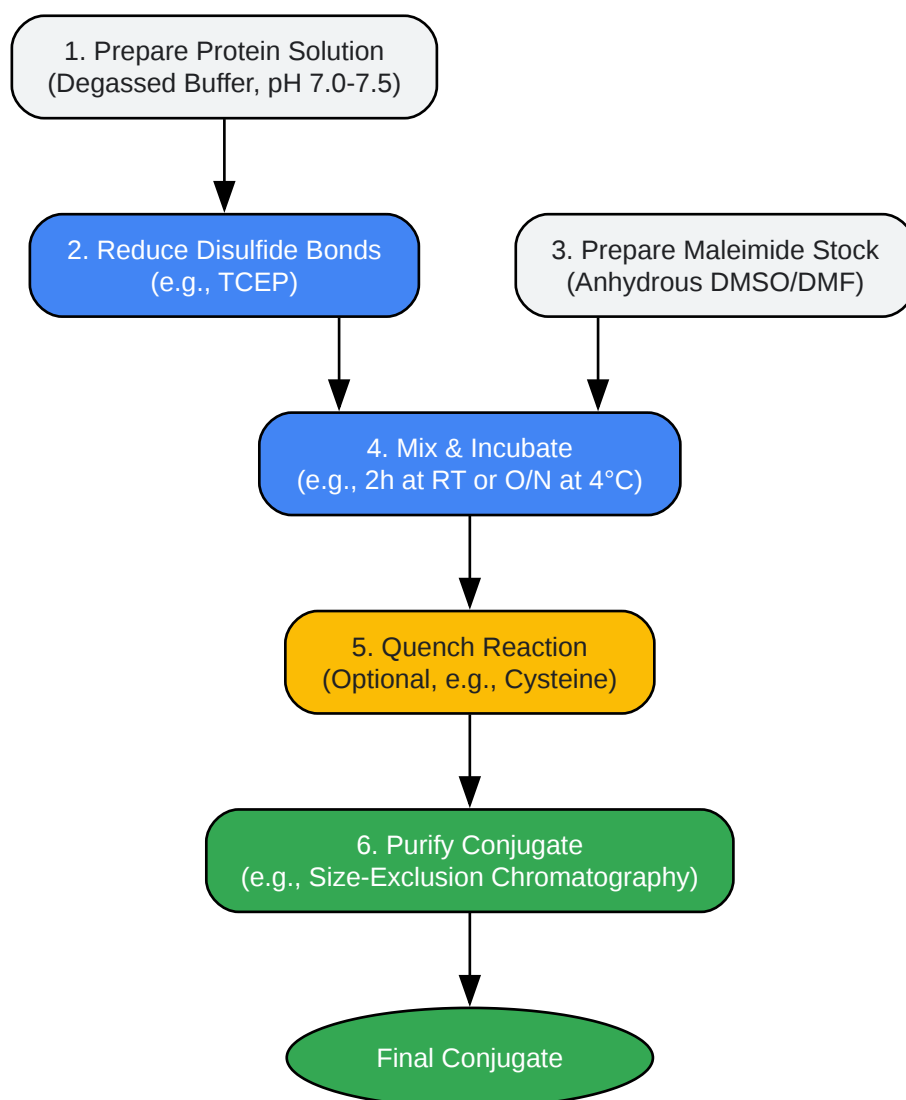 1. Prepare Protein Solution
(Degassed Buffer, pH 7.0-7.5)
2. Reduce Disulfide Bonds
(e.g., TCEP)
3. Prepare Maleimide Stock
(Anhydrous DMSO/DMF)
4. Mix & Incubate
(e.g., 2h at RT or O/N at 4°C)
5. Quench Reaction
(Optional, e.g., Cysteine)
6. Purify Conjugate
(e.g., Size-Exclusion Chromatography)
Final Conjugate